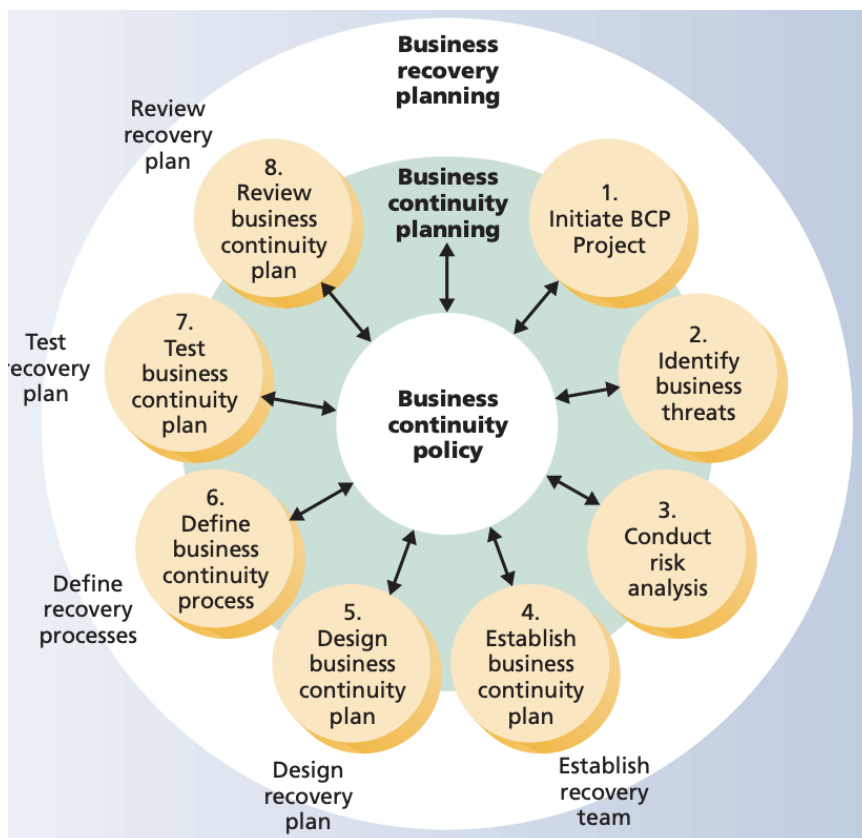 Business
recovery
planning
Business
continuity
planning
Business
continuity
policy
1.
Initiate BCP
Project
2.
Identify
business
threats
3.
Conduct
risk
analysis
4.
Establish
business
continuity
plan
Establish
recovery
team
5.
Design
business
continuity
plan
Design
recovery
plan
6.
Define
business
continuity
process
Define
recovery
processes
7.
Test
business
continuity
plan
Test
recovery
plan
8.
Review
business
continuity
plan
Review
recovery
plan